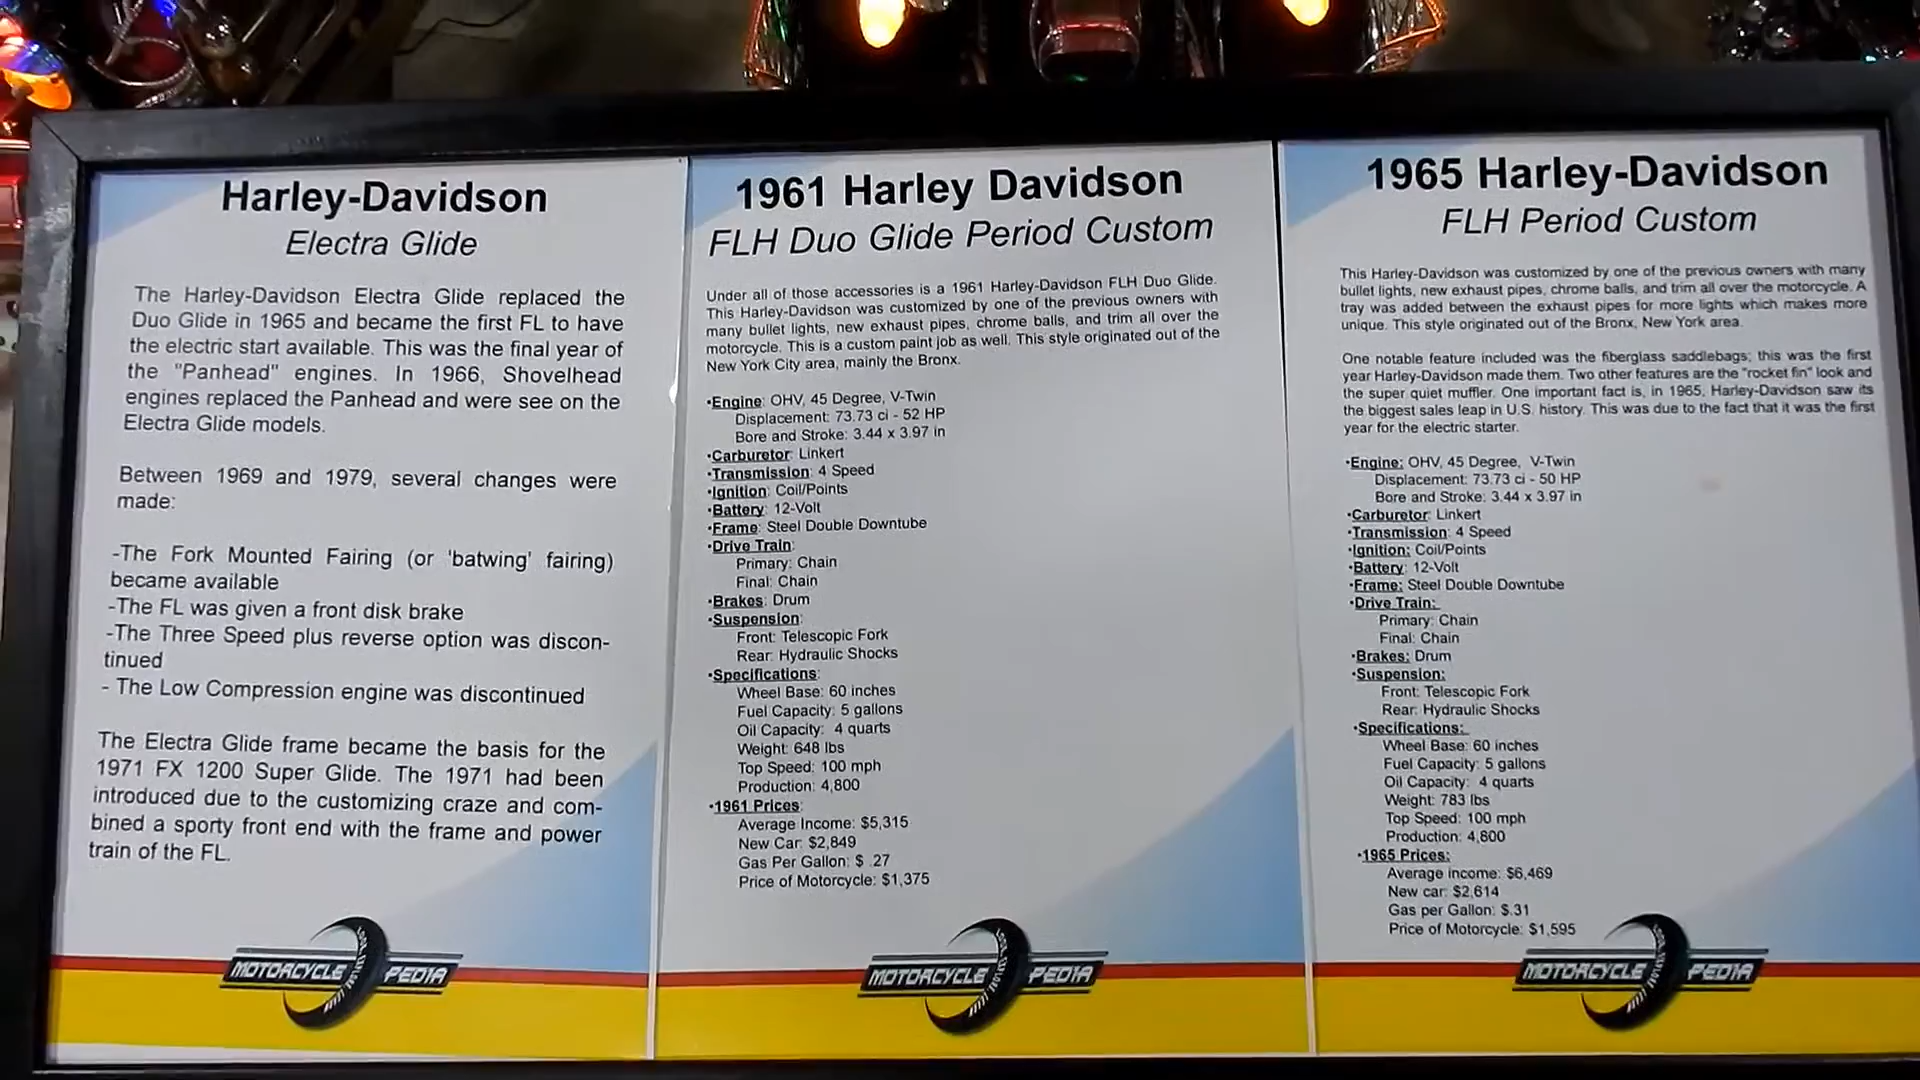 Harley-Davidson
Electra Glide
The Harley-Davidson Electra Glide replaced the
Duo Glide in 1965 and became the first FL to have
the electric start available. This was the final year of
the "Panhead" engines. In 1966, Shovelhead
engines replaced the Panhead and were see on the
Electra Glide models.
Between 1969 and 1979, several changes were
made:
-The Fork Mounted Fairing (or 'batwing' fairing)
became available
-The FL was given a front disk brake
-The Three Speed plus reverse option was discon-
tinued
- The Low Compression engine was discontinued
The Electra Glide frame became the basis for the
1971 FX 1200 Super Glide. The 1971 had been
introduced due to the customizing craze and com-
bined a sporty front end with the frame and power
train of the FL.
MOTORCYCLE PEDIA
1961 Harley Davidson
FLH Duo Glide Period Custom
Under all of those accessories is a 1961 Harley-Davidson FLH Duo Glide.
This Harley-Davidson was customized by one of the previous owners with
many bullet lights, new exhaust pipes, chrome balls, and trim all over the
motorcycle. This is a custom paint job as well. This style originated out of the
New York City area, mainly the Bronx.
•Engine: OHV, 45 Degree, V-Twin
Displacement: 73.73 ci - 52 HP
Bore and Stroke: 3.44 x 3.97 in
•Carburetor: Linkert
•Transmission: 4 Speed
•Ignition: Coil/Points
•Battery: 12-Volt
•Frame: Steel Double Downtube
•Drive Train:
Primary: Chain
Final: Chain
•Brakes: Drum
•Suspension:
Front: Telescopic Fork
Rear: Hydraulic Shocks
•Specifications:
Wheel Base: 60 inches
Fuel Capacity: 5 gallons
Oil Capacity: 4 quarts
Weight: 648 lbs
Top Speed: 100 mph
Production: 4,800
•1961 Prices:
Average Income: $5,315
New Car: $2,849
Gas Per Gallon: $ .27
Price of Motorcycle: $1,375
MOTORCYCLE PEDIA
1965 Harley-Davidson
FLH Period Custom
This Harley-Davidson was customized by one of the previous owners with many
bullet lights, new exhaust pipes, chrome balls, and trim all over the motorcycle. A
tray was added between the exhaust pipes for more lights which makes more
unique. This style originated out of the Bronx, New York area.
One notable feature included was the fiberglass saddlebags; this was the first
year Harley-Davidson made them. Two other features are the "rocket fin" look and
the super quiet muffler. One important fact is, in 1965, Harley-Davidson saw its
the biggest sales leap in U.S. history. This was due to the fact that it was the first
year for the electric starter.
•Engine: OHV, 45 Degree, V-Twin
Displacement: 73.73 ci - 50 HP
Bore and Stroke: 3.44 x 3.97 in
•Carburetor: Linkert
•Transmission: 4 Speed
•Ignition: Coil/Points
•Battery: 12-Volt
•Frame: Steel Double Downtube
•Drive Train:
Primary: Chain
Final: Chain
•Brakes: Drum
•Suspension:
Front: Telescopic Fork
Rear: Hydraulic Shocks
•Specifications:
Wheel Base: 60 inches
Fuel Capacity: 5 gallons
Oil Capacity: 4 quarts
Weight: 783 lbs
Top Speed: 100 mph
Production: 4,600
•1965 Prices:
Average income: $6,469
New car: $2,614
Gas per Gallon: $.31
Price of Motorcycle: $1,595
MOTORCYCLE PEDIA